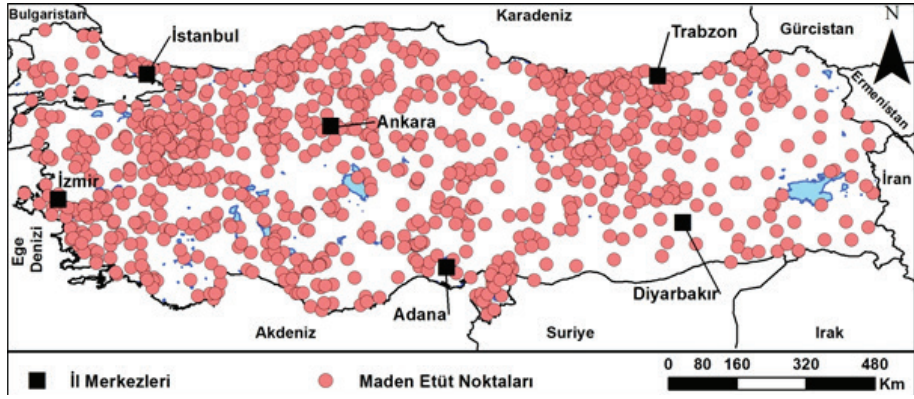 Bulgaristan
Karadeniz
Gürcistan
N
İstanbul
Trabzon
Ermenistan
Ankara
İzmir
İran
Ege
Denizi
Diyarbakır
Adana
Akdeniz
Suriye
Irak
İl Merkezleri
Maden Etüt Noktaları
0 80 160 320 480
Km